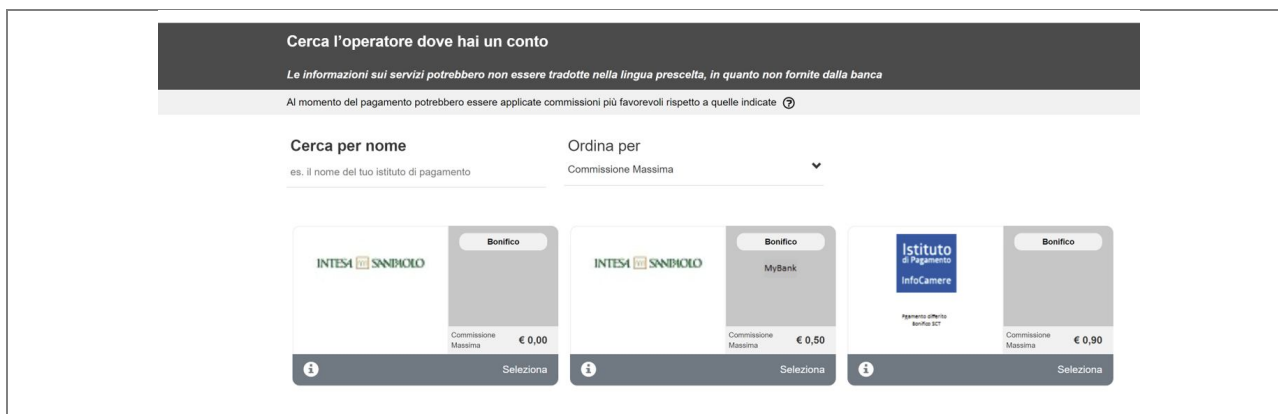 Cerca l’operatore dove hai un conto
Le informazioni sui servizi potrebbero non essere tradotte nella lingua prescelta, in quanto non fornite dalla banca
Al momento del pagamento potrebbero essere applicate commissioni più favorevoli rispetto a quelle indicate
Cerca per nome
es. il nome del tuo istituto di pagamento
Ordina per
Commissione Massima
INTESA SANPAOLO
Bonifico
Commissione
Massima
€ 0,00
Seleziona
INTESA SANPAOLO
Bonifico
MyBank
Commissione
Massima
€ 0,50
Seleziona
Istituto
di Pagamento
InfoCamere
Pagamento differito
Bonifico SCT
Bonifico
Commissione
Massima
€ 0,90
Seleziona